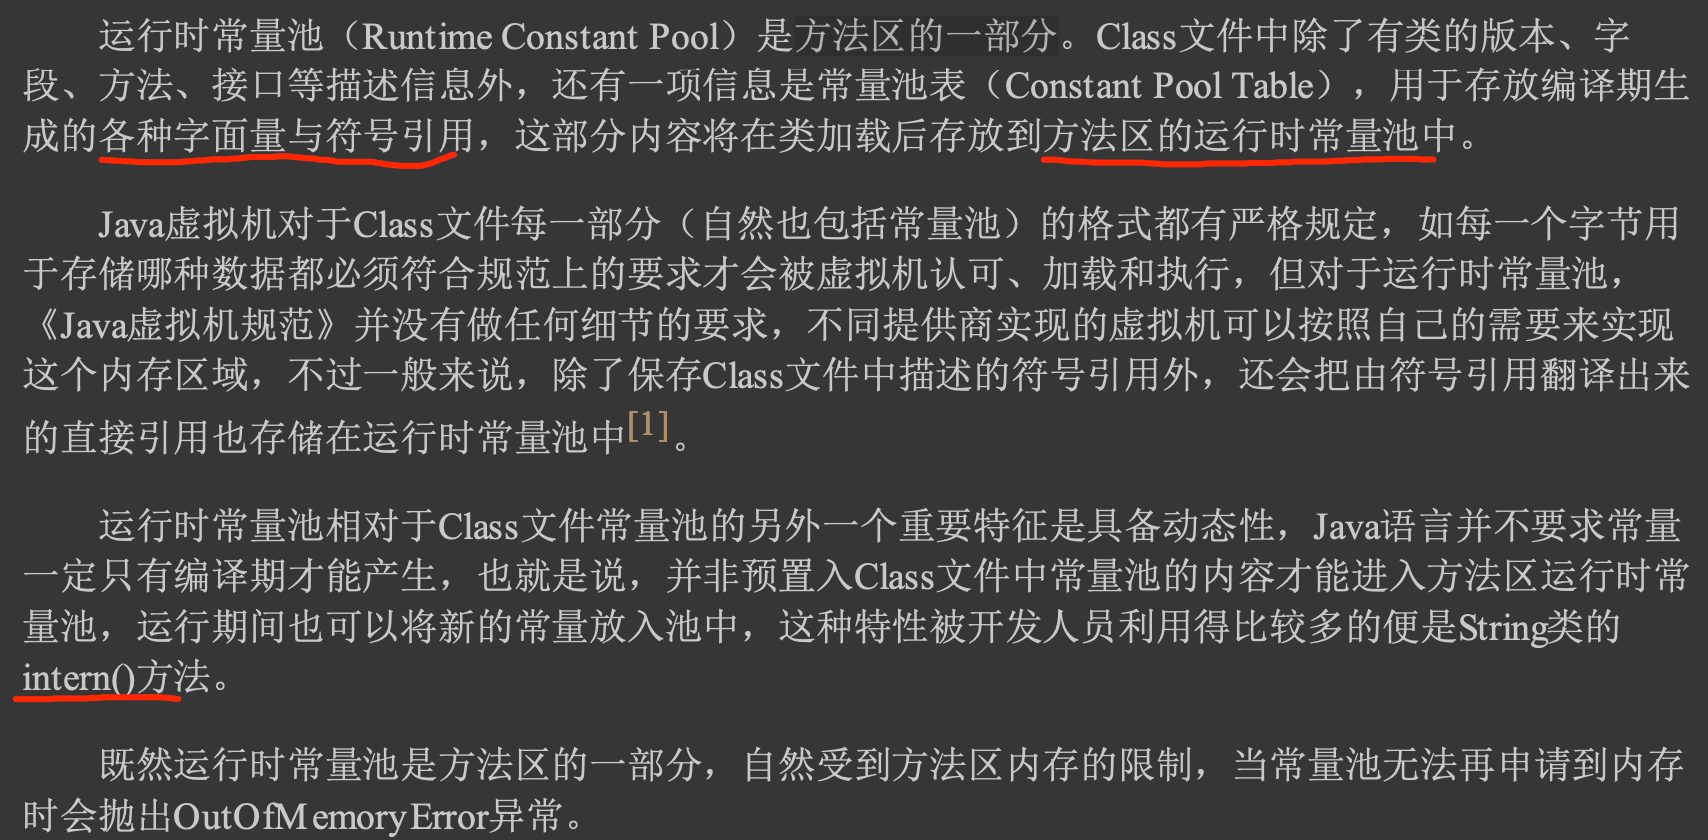 运行时常量池（Runtime Constant Pool）是方法区的一部分。Class文件中除了有类的版本、字
段、方法、接口等描述信息外，还有一项信息是常量池表（Constant Pool Table），用于存放编译期生
成的各种字面量与符号引用，这部分内容将在类加载后存放到方法区的运行时常量池中。
Java虚拟机对于Class文件每一部分（自然也包括常量池）的格式都有严格规定，如每一个字节用
于存储哪种数据都必须符合规范上的要求才会被虚拟机认可、加载和执行，但对于运行时常量池，
《Java虚拟机规范》并没有做任何细节的要求，不同提供商实现的虚拟机可以按照自己的需要来实现
这个内存区域，不过一般来说，除了保存Class文件中描述的符号引用外，还会把由符号引用翻译出来
的直接引用也存储在运行时常量池中[1]。
运行时常量池相对于Class文件常量池的另外一个重要特征是具备动态性，Java语言并不要求常量
一定只有编译期才能产生，也就是说，并非预置入Class文件中常量池的内容才能进入方法区运行时常
量池，运行期间也可以将新的常量放入池中，这种特性被开发人员利用得比较多的便是String类的
intern()方法。
既然运行时常量池是方法区的一部分，自然受到方法区内存的限制，当常量池无法再申请到内存
时会抛出OutOfMemoryError异常。